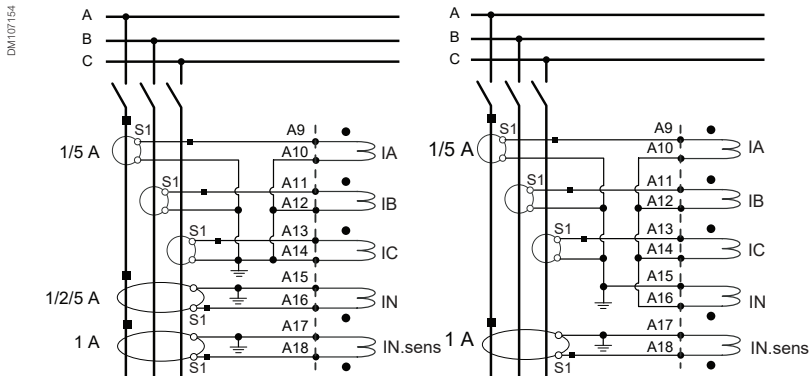 DM107154
A
B
C
S1
A9
1/5 A
A10
IA
S1
A11
A12
IB
S1
A13
A14
IC
A15
1/2/5 A
A16
IN
S1
A17
1 A
A18
IN.sens
S1
A
B
C
S1
A9
1/5 A
A10
IA
S1
A11
A12
IB
S1
A13
A14
IC
A15
A16
IN
A17
1 A
A18
IN.sens
S1